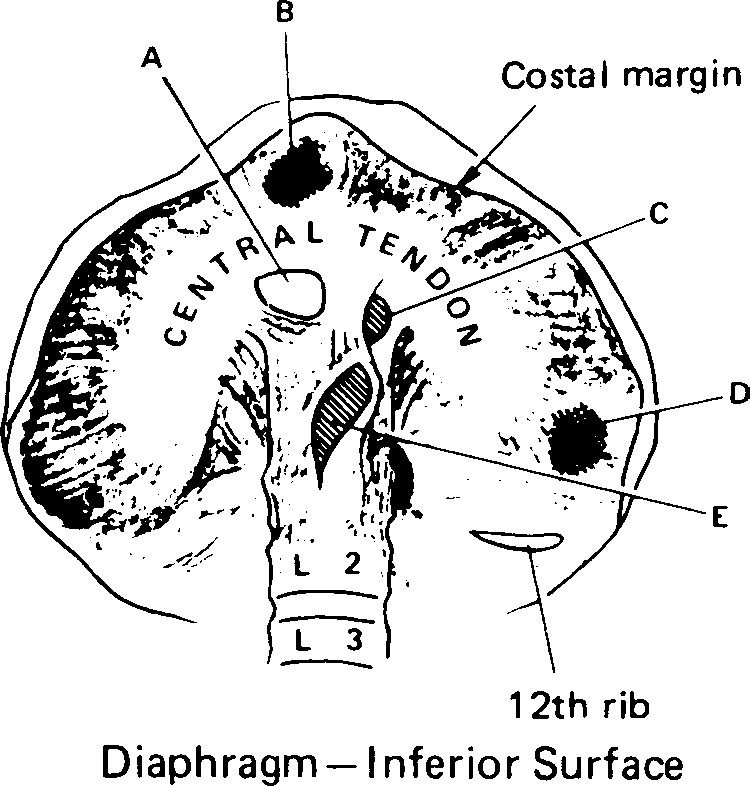 B
A
Costal margin
C
CENTRAL TENDON
D
E
L 2
L 3
12th rib
Diaphragm — Inferior Surface